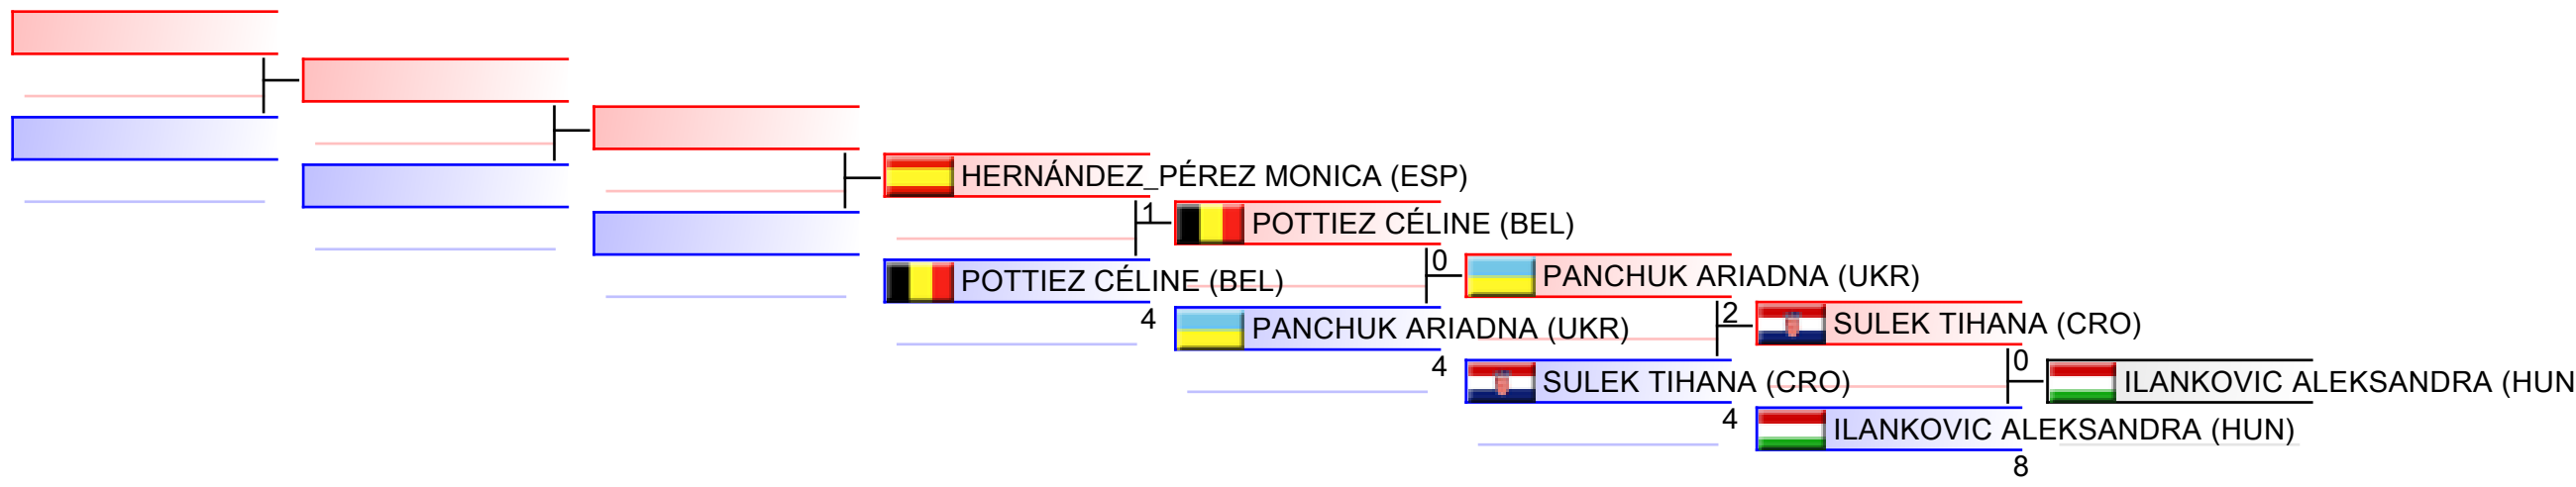 HERNÁNDEZ_PÉREZ MONICA (ESP)
1
POTTIEZ CÉLINE (BEL)
POTTIEZ CÉLINE (BEL)
4
0
PANCHUK ARIADNA (UKR)
PANCHUK ARIADNA (UKR)
4
2
SULEK TIHANA (CRO)
SULEK TIHANA (CRO)
4
0
ILANKOVIC ALEKSANDRA (HUN
ILANKOVIC ALEKSANDRA (HUN)
8